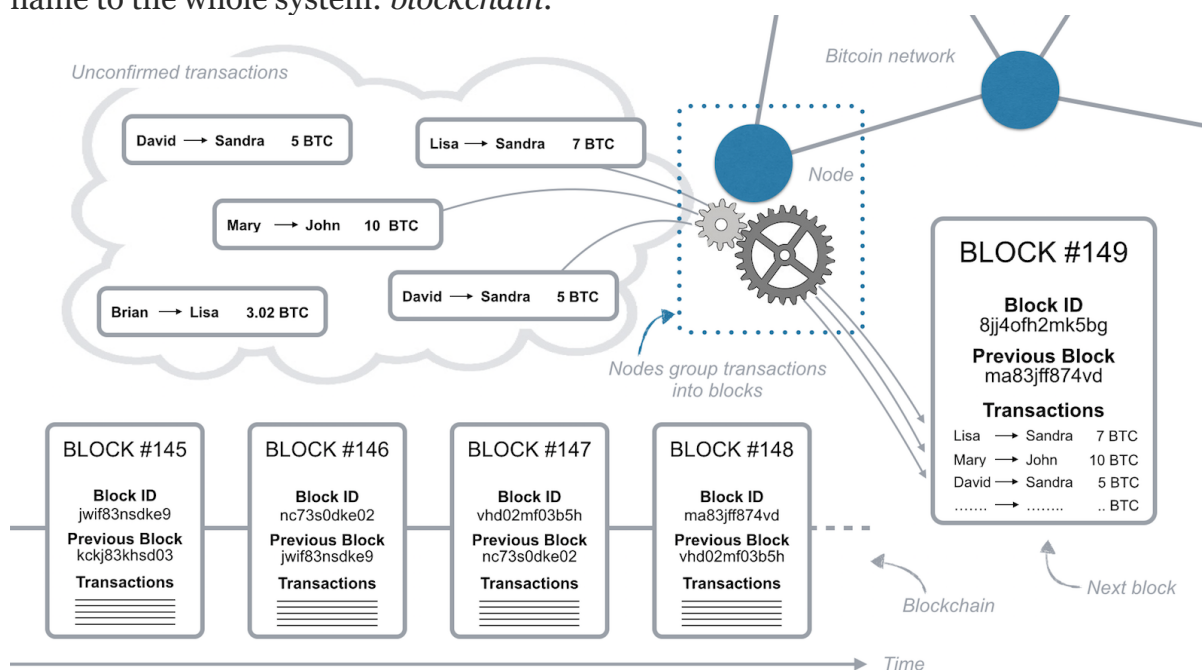 name to the whole system: blockchain.
Unconfirmed transactions
Bitcoin network
David → Sandra 5 BTC
Lisa → Sandra 7 BTC
Node
Mary → John 10 BTC
David → Sandra 5 BTC
Brian → Lisa 3.02 BTC
Nodes group transactions
into blocks
BLOCK #149
Block ID
8jj4ofh2mk5bg
Previous Block
ma83jff874vd
Transactions
Lisa → Sandra 7 BTC
Mary → John 10 BTC
David → Sandra 5 BTC
....... → ........ .. BTC
BLOCK #145
Block ID
jwif83nsdke9
Previous Block
kckj83khsd03
Transactions
BLOCK #146
Block ID
nc73s0dke02
Previous Block
jwif83nsdke9
Transactions
BLOCK #147
Block ID
vhd02mf03b5h
Previous Block
nc73s0dke02
Transactions
BLOCK #148
Block ID
ma83jff874vd
Previous Block
vhd02mf03b5h
Transactions
Blockchain
Next block
Time